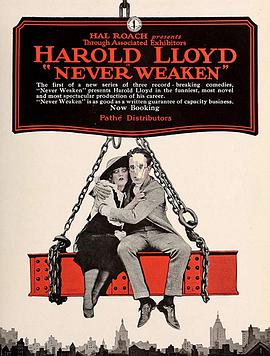 HAL ROACH presents
Through Associated Exhibitors
HAROLD LLOYD
"NEVER WEAKEN"
The first of a new series of three record-breaking comedies,
"Never Weaken" presents Harold Lloyd in the funniest, most novel
and most spectacular production of his career.
"Never Weaken" is as good as a written guarantee of capacity business.
Now Booking
Pathé Distributors